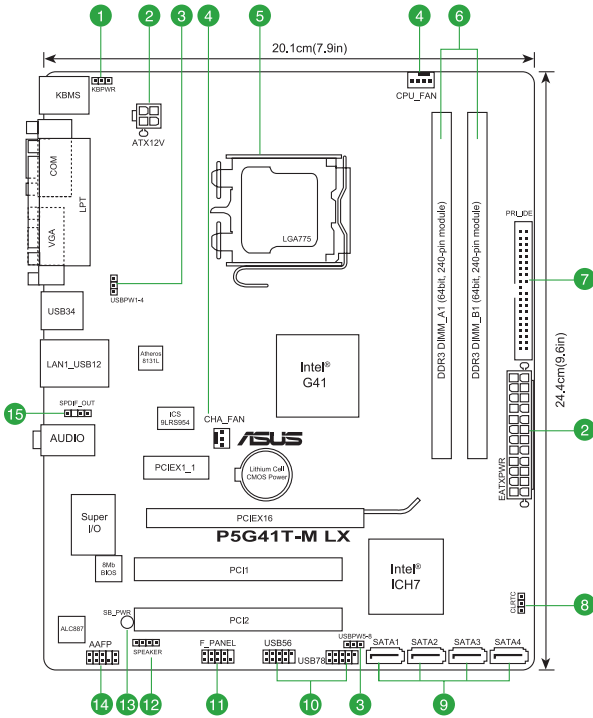 1
2
3
4
5
4
6
20.1cm(7.9in)
KBMS
KBPWR
ATX12V
CPU_FAN
COM
LPT
VGA
LGA775
DDR3 DIMM_A1 (64bit, 240-pin module)
DDR3 DIMM_B1 (64bit, 240-pin module)
PRI_IDE
7
USBPW1-4
USB34
24.4cm(9.6in)
LAN1_USB12
Atheros
8131L
Intel®
G41
SPDIF_OUT
15
ICS
9LRS954
CHA_FAN
ASUS
2
EATXPWR
AUDIO
PCIEX1_1
Lithium Cell
CMOS Power
Super
I/O
PCIEX16
P5G41T-M LX
8Mb
BIOS
PCI1
Intel®
ICH7
8
CLRTC
SB_PWR
PCI2
ALC887
AAFP
SPEAKER
F_PANEL
USB56
USB78
USBPW5-8
SATA1
SATA2
SATA3
SATA4
14
13
12
11
10
3
9